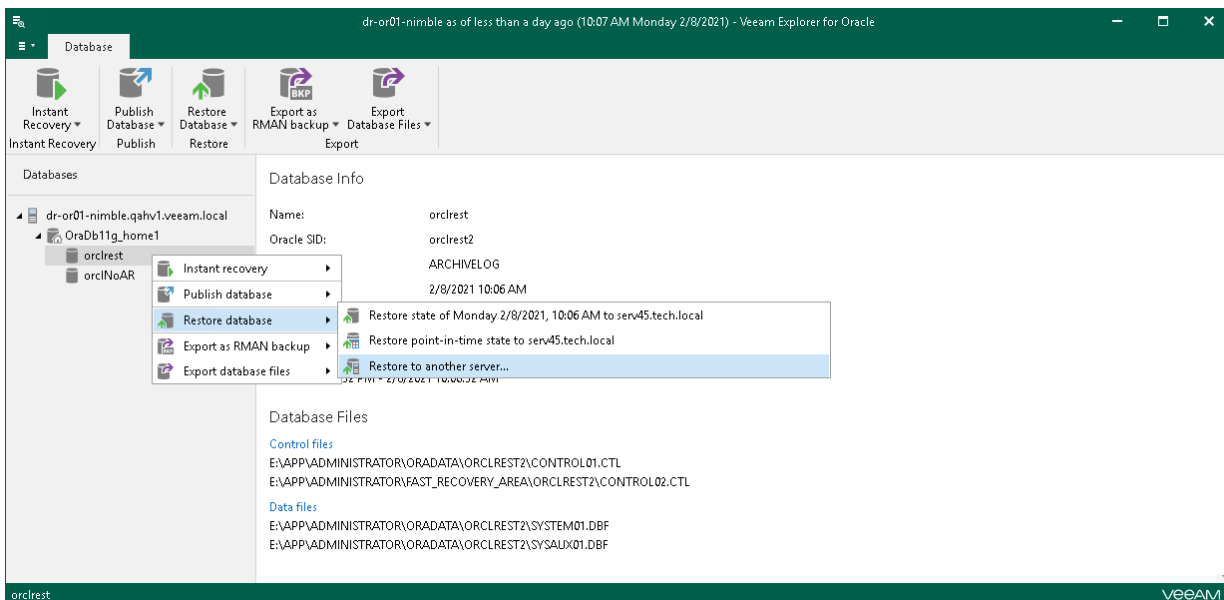 dr-or01-nimble as of less than a day ago (10:07 AM Monday 2/8/2021) - Veeam Explorer for Oracle
Database
Instant Recovery
Publish Database
Restore Database
Export as RMAN backup
BKP
Export Database Files
Instant Recovery
Publish
Restore
Export
Databases
dr-or01-nimble.qahv1.veeam.local
OraDb11g_home1
orclrest
orclNoAR
Instant recovery
Publish database
Restore database
Export as RMAN backup
Export database files
Restore state of Monday 2/8/2021, 10:06 AM to serv45.tech.local
Restore point-in-time state to serv45.tech.local
Restore to another server...
Database Info
Name: orclrest
Oracle SID: orclrest2
ARCHIVELOG
2/8/2021 10:06 AM
Database Files
Control files
E:\APP\ADMINISTRATOR\ORADATA\ORCLREST2\CONTROL01.CTL
E:\APP\ADMINISTRATOR\FAST_RECOVERY_AREA\ORCLREST2\CONTROL02.CTL
Data files
E:\APP\ADMINISTRATOR\ORADATA\ORCLREST2\SYSTEM01.DBF
E:\APP\ADMINISTRATOR\ORADATA\ORCLREST2\SYSAUX01.DBF
orclrest
veeAM